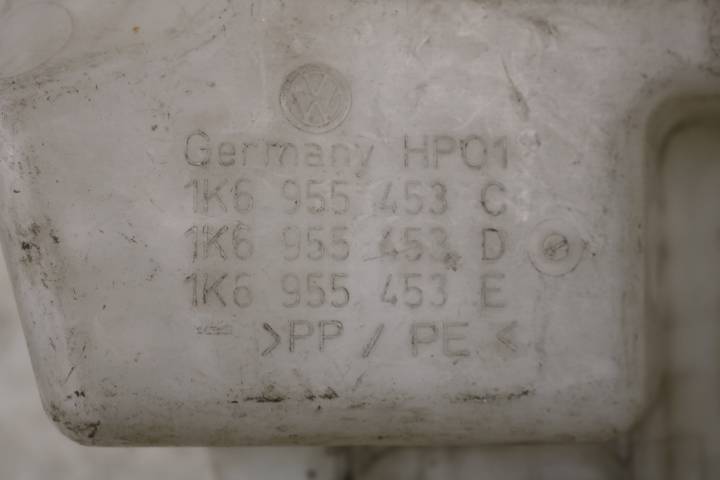 Germany HP01
1K6 955 453 C
1K6 955 453 D
1K6 955 453 E
>PP / PE<